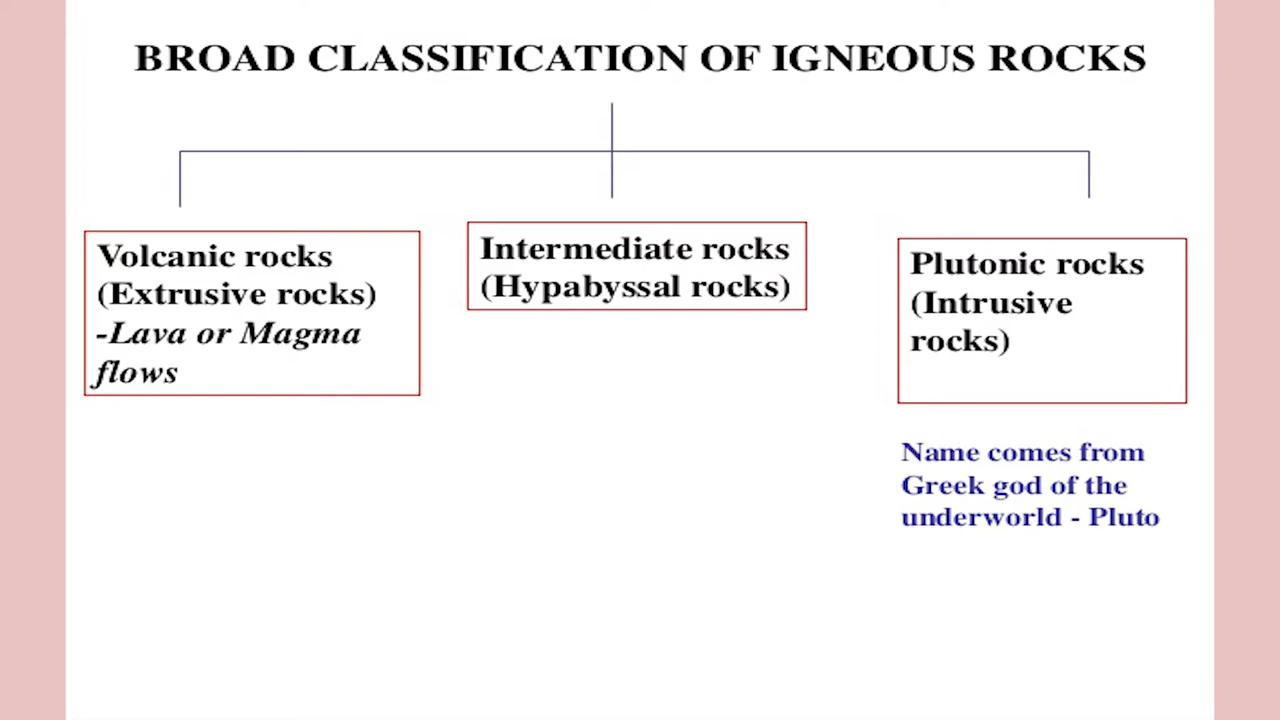 BROAD CLASSIFICATION OF IGNEOUS ROCKS
Volcanic rocks
(Extrusive rocks)
-Lava or Magma
flows
Intermediate rocks
(Hypabyssal rocks)
Plutonic rocks
(Intrusive
rocks)
Name comes from
Greek god of the
underworld - Pluto